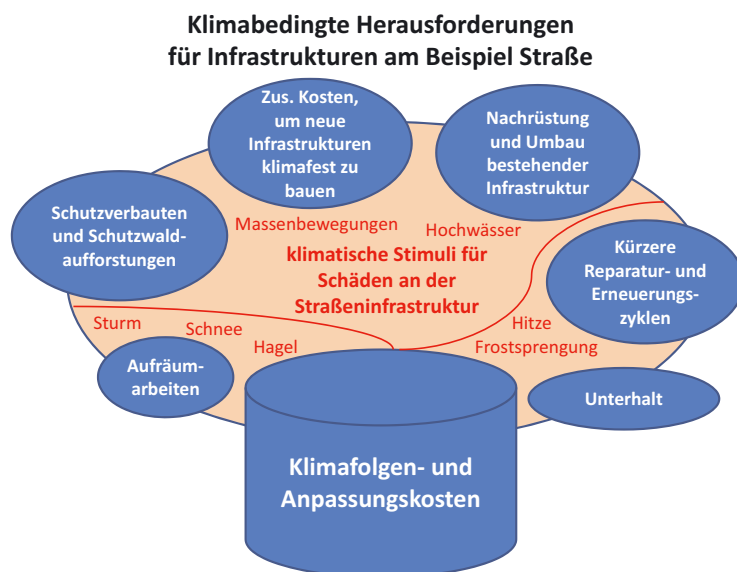 Klimabedingte Herausforderungen
für Infrastrukturen am Beispiel Straße
Zus. Kosten,
um neue
Infrastrukturen
klimafest zu
bauen
Nachrüstung
und Umbau
bestehender
Infrastruktur
Schutzverbauten
und Schutzwald-
aufforstungen
Massenbewegungen
Hochwässer
klimatische Stimuli für
Schäden an der
Straßeninfrastruktur
Kürzere
Reparatur- und
Erneuerungs-
zyklen
Sturm
Schnee
Hagel
Hitze
Frostsprengung
Aufräum-
arbeiten
Unterhalt
Klimafolgen- und
Anpassungskosten